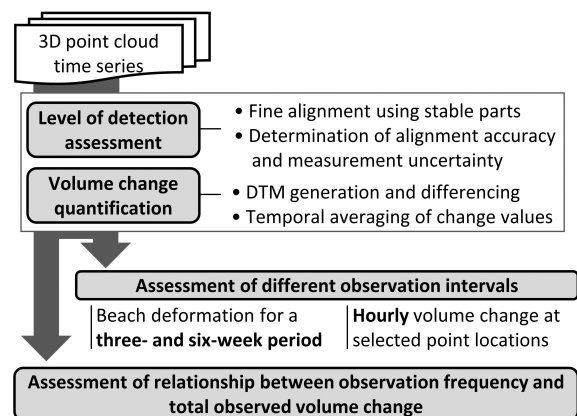 3D point cloud
time series
Level of detection
assessment
• Fine alignment using stable parts
• Determination of alignment accuracy
and measurement uncertainty
Volume change
quantification
• DTM generation and differencing
• Temporal averaging of change values
Assessment of different observation intervals
Beach deformation for a
three- and six-week period
Hourly volume change at
selected point locations
Assessment of relationship between observation frequency and
total observed volume change